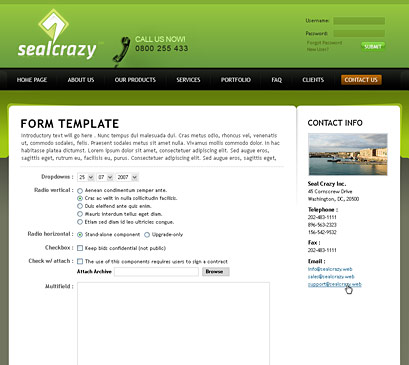 sealcrazy
CALL US NOW!
0800 255 433
Username:
Password:
Forgot Password
New User?
SUBMIT
HOME PAGE ABOUT US OUR PRODUCTS SERVICES PORTFOLIO FAQ CLIENTS CONTACT US
FORM TEMPLATE
Introductory text will go here . Nunc tempus dui malesuada dui. Cras metus odio, rhoncus vel, venenatis
ut, commodo sodales, felis. Praesent sodales metus sit amet nulla. Vivamus mollis commodo dolor. In hac
habitasse platea dictumst. Lorem ipsum dolor sit amet, consectetuer adipiscing elit. Sed augue eros,
sagittis eget, rutrum eu, facilisis eu, purus. Consectetuer adipiscing elit. Sed augue eros, sagittis eget,
Dropdowns : 25 07 2007
Radio vertical : Aenean condimentum semper ante.
Cras ac velit in nulla sollicitudin facilisis.
Duis eleifend ante quis enim.
Mauris interdum tellus eget diam.
Etiam sed diam id leo ultricies congue.
Radio horizontal : Stand-alone component Upgrade-only
Checkbox : Keep bids confidential (not public)
Check w/ attach : The use of this components requires users to sign a contract
Attach Archive Browse
Multifield :
CONTACT INFO
Seal Crazy Inc.
45 Cornscrew Drive
Washington, DC, 20500
Telephone :
202-483-1111
896-563-2323
156-542-9532
Fax :
202-483-1111
Email :
info@sealcrazy.web
sales@sealcrazy.web
support@sealcrazy.web